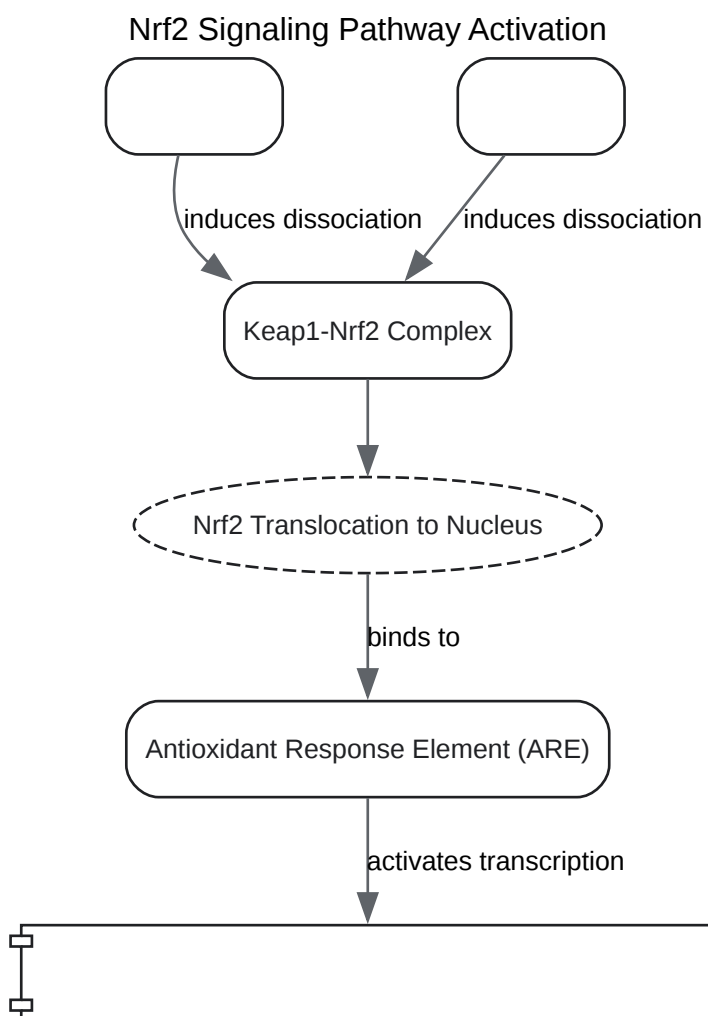 Nrf2 Signaling Pathway Activation
induces dissociation
induces dissociation
Keap1-Nrf2 Complex
Nrf2 Translocation to Nucleus
binds to
Antioxidant Response Element (ARE)
activates transcription